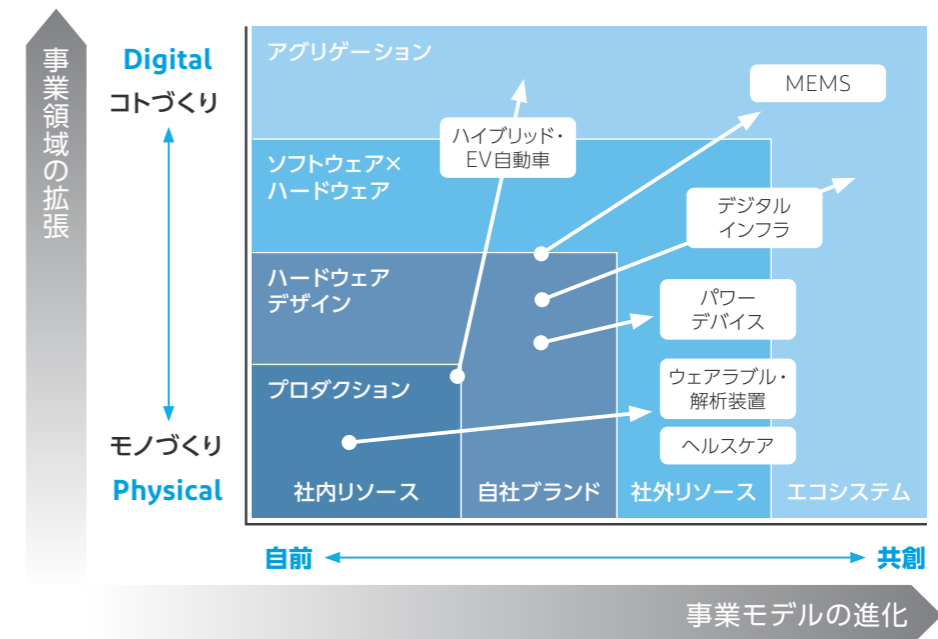 事業領域の拡張
Digital
コトづくり
モノづくり
Physical
アグリゲーション
MEMS
ハイブリッド・
EV自動車
ソフトウェア×
ハードウェア
デジタル
インフラ
ハードウェア
デザイン
パワー
デバイス
プロダクション
ウェアラブル・
解析装置
ヘルスケア
社内リソース
自社ブランド
社外リソース
エコシステム
自前
共創
事業モデルの進化